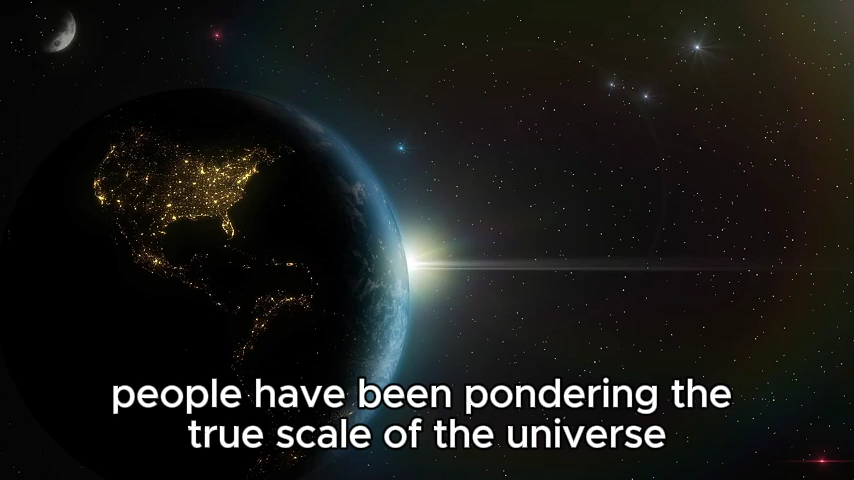 people have been pondering the
true scale of the universe